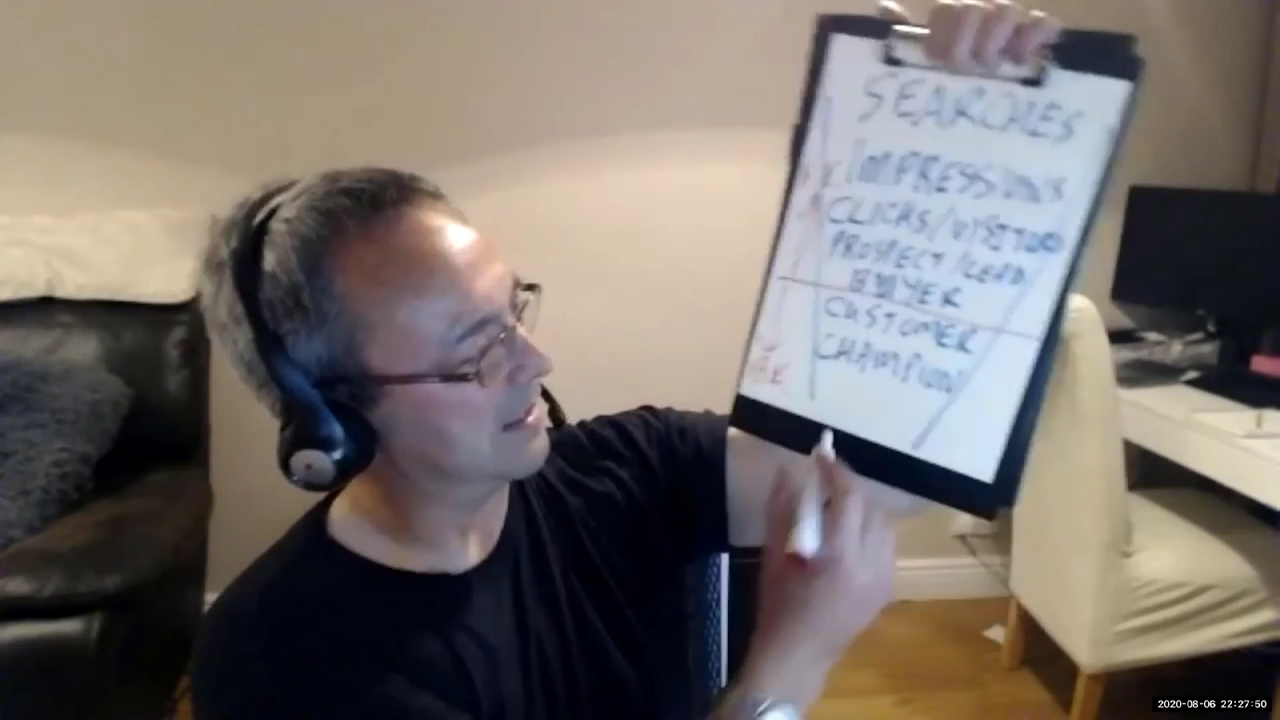 SEARCHES
IMPRESSIONS
CLICKS/VISITORS
PROSPECT/LEAD
BUYER
CUSTOMER
CHAMPION
2020-08-06 22:27:50